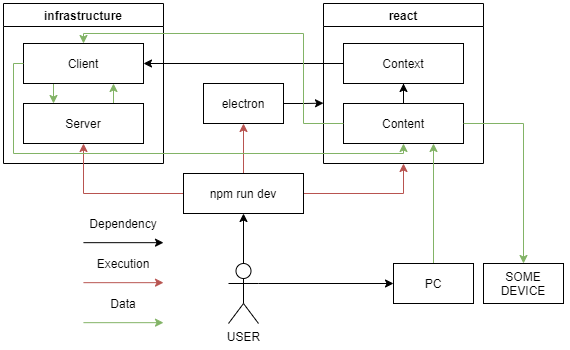 infrastructure
react
Client
Context
electron
Server
Content
npm run dev
Dependency
Execution
Data
PC
SOME
DEVICE
USER